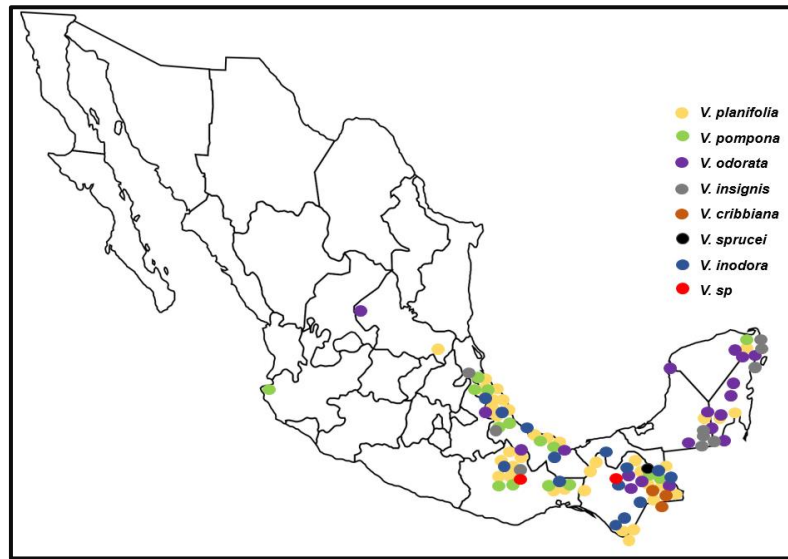 V. planifolia
V. pompona
V. odorata
V. insignis
V. cribbiana
V. sprucei
V. inodora
V. sp